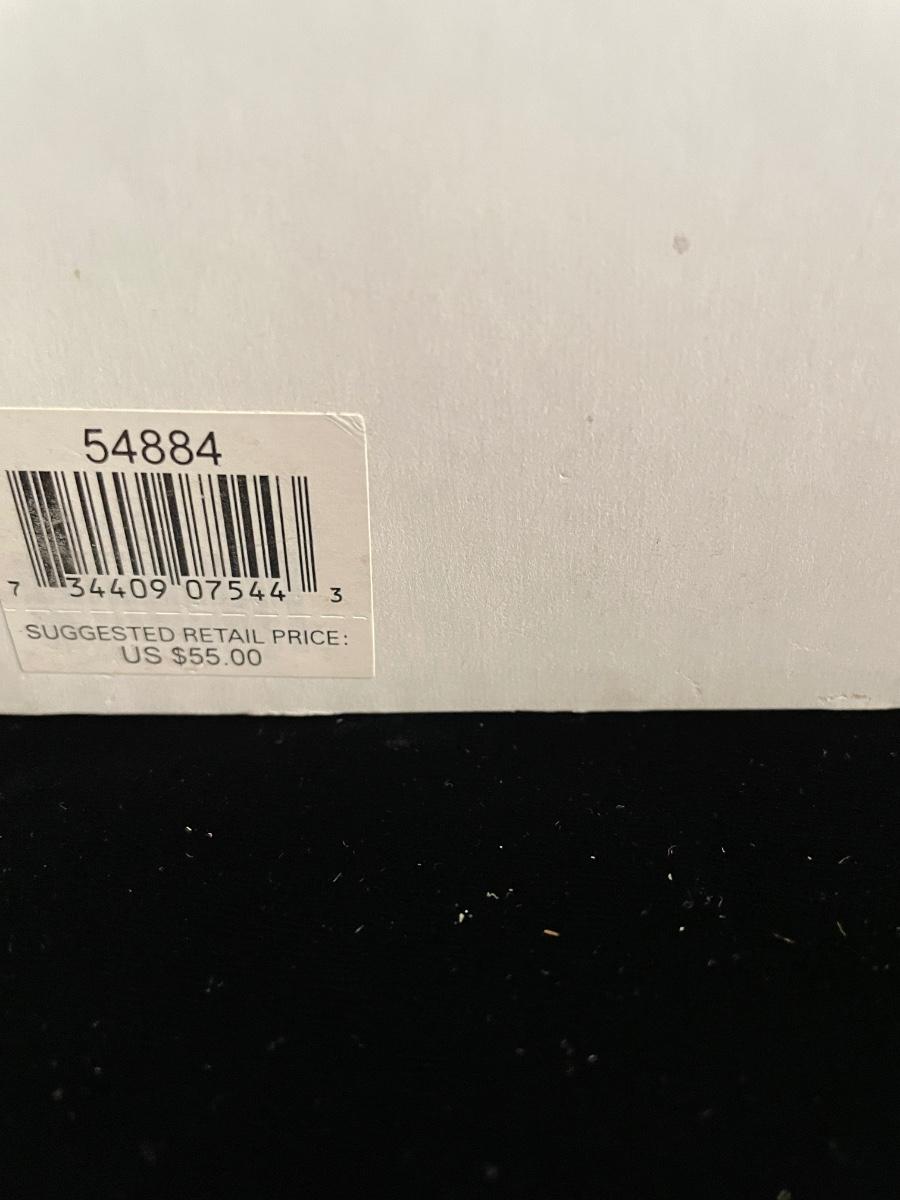 54884
7 34409 07544 3
SUGGESTED RETAIL PRICE:
US $55.00